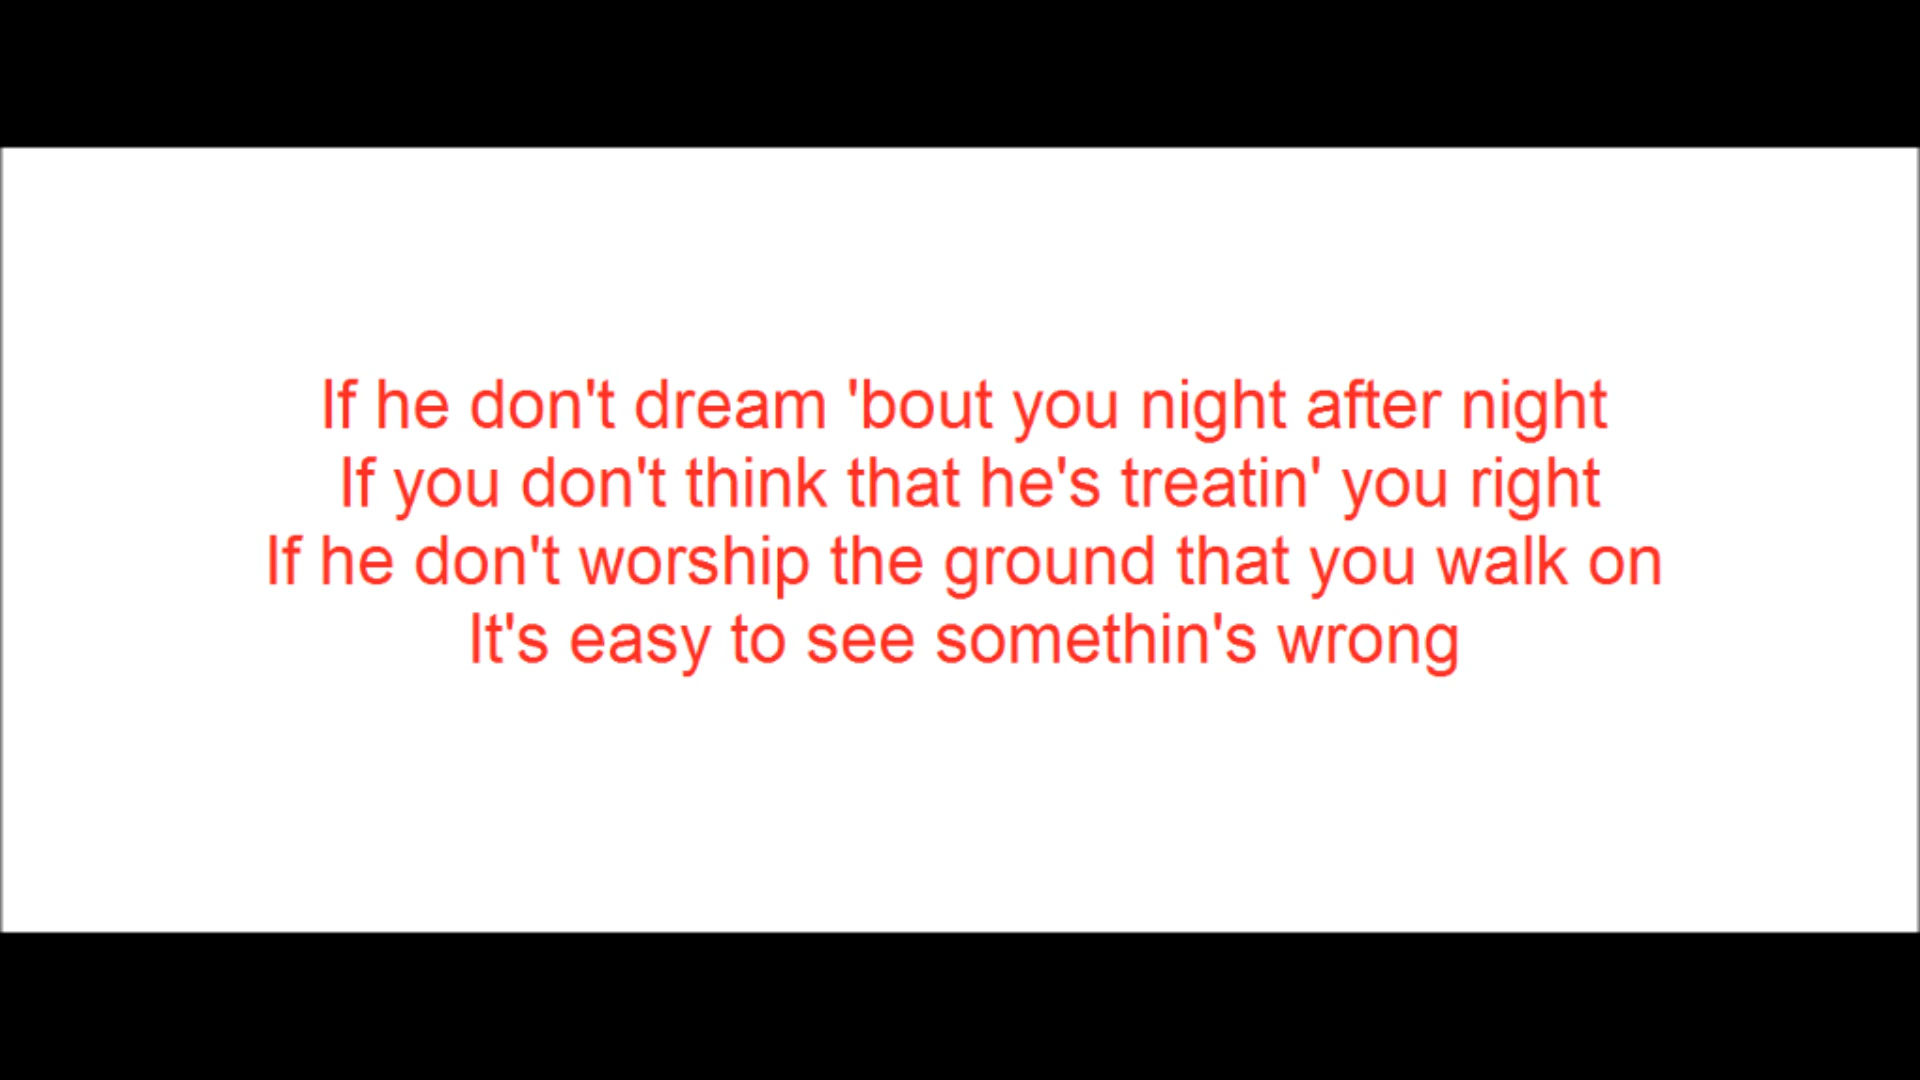 If he don't dream 'bout you night after night
If you don't think that he's treatin' you right
If he don't worship the ground that you walk on
It's easy to see somethin's wrong